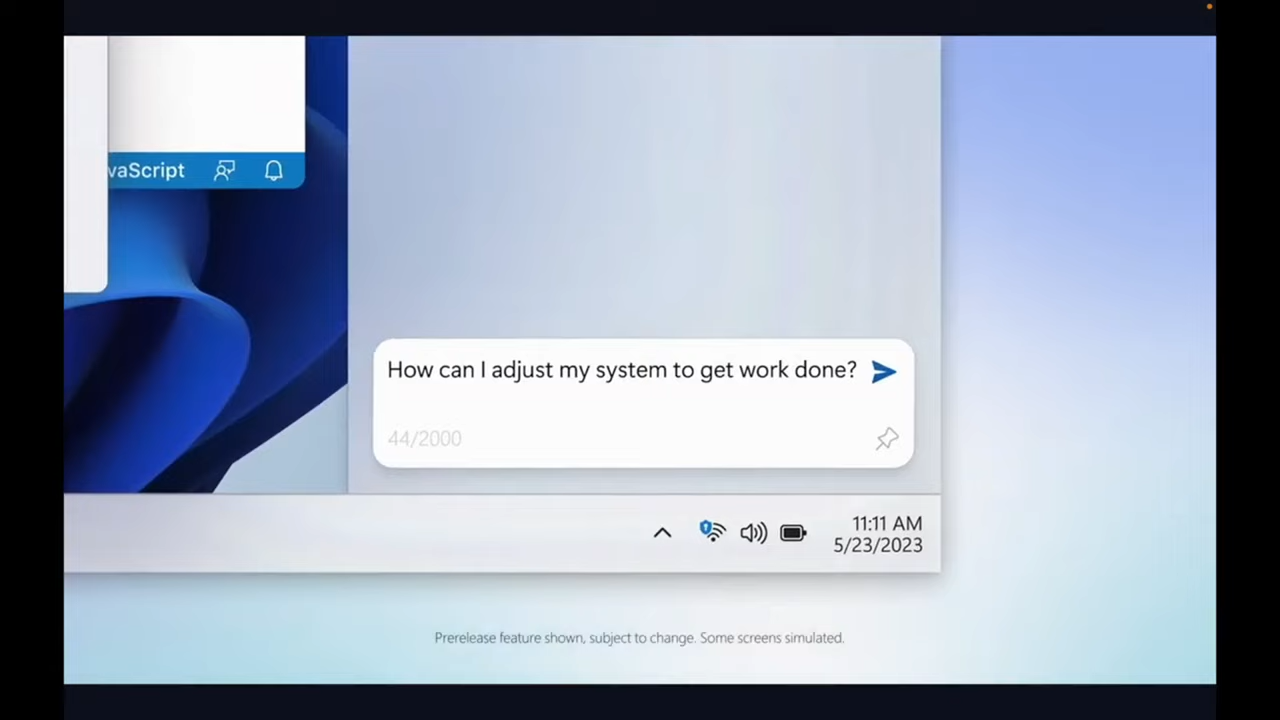 vaScript
How can I adjust my system to get work done?
44/2000
11:11 AM
5/23/2023
Prerelease feature shown, subject to change. Some screens simulated.